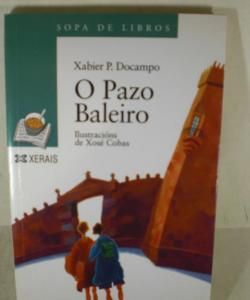 SOPA DE LIBROS
Xabier P. Docampo
O Pazo
Baleiro
Ilustracións
de Xosé Cobas
XERAIS